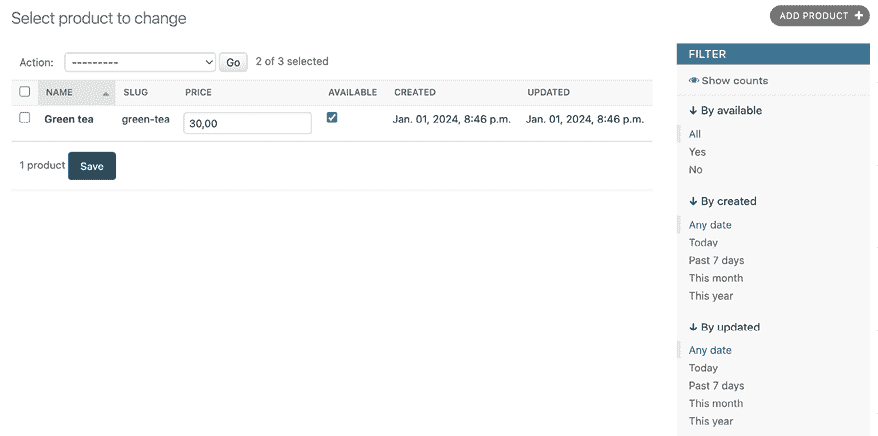 Select product to change
ADD PRODUCT +
Action: --------- Go 2 of 3 selected
NAME SLUG PRICE AVAILABLE CREATED UPDATED
Green tea green-tea 30,00 Jan. 01, 2024, 8:46 p.m. Jan. 01, 2024, 8:46 p.m.
1 product Save
FILTER
Show counts
↓ By available
All
Yes
No
↓ By created
Any date
Today
Past 7 days
This month
This year
↓ By updated
Any date
Today
Past 7 days
This month
This year